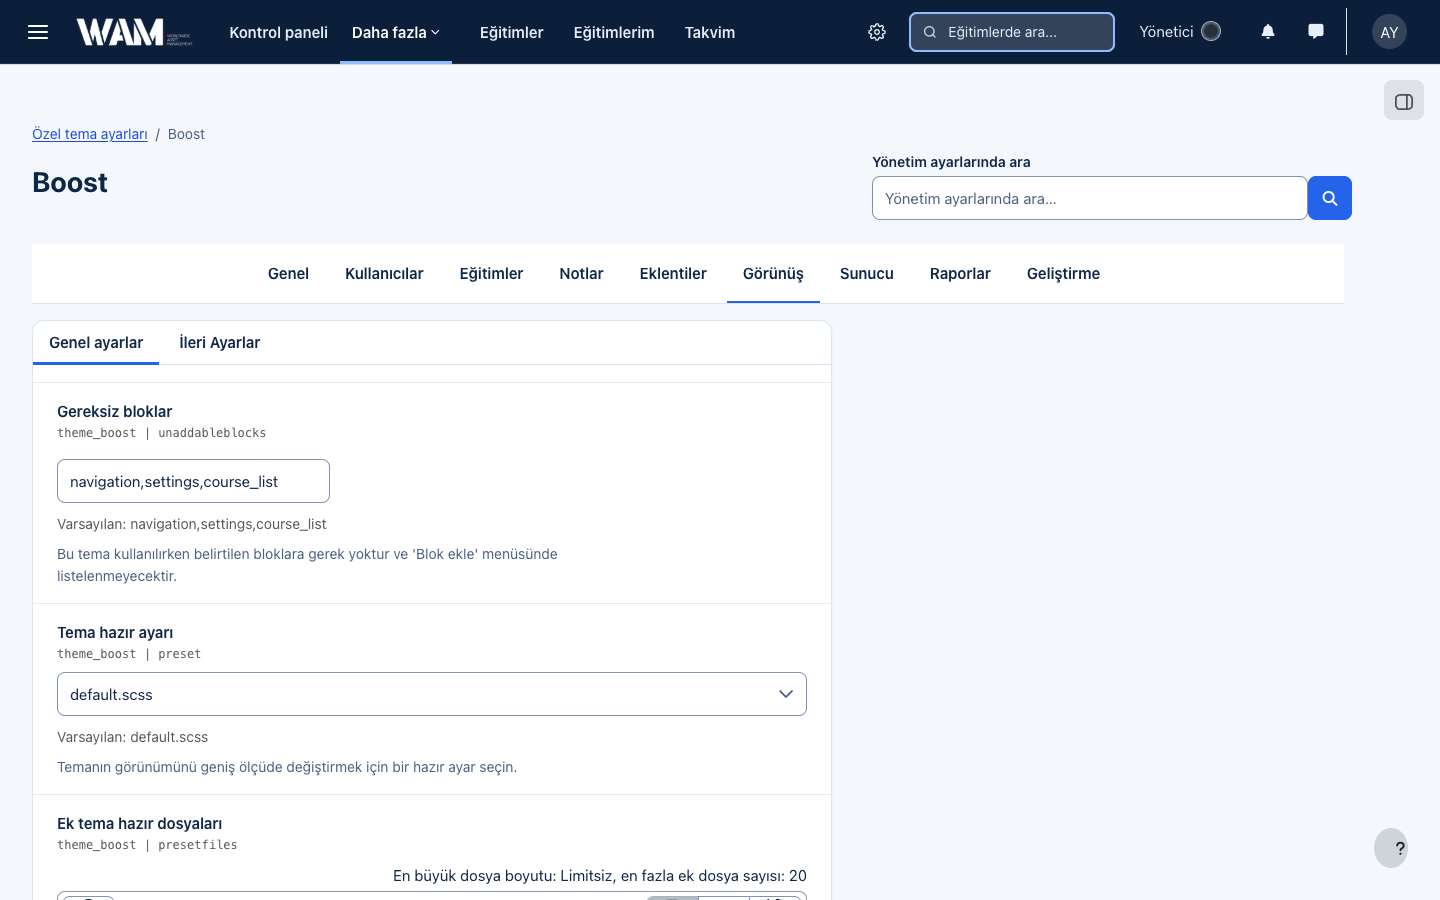 WAM WORLDWIDE
ASSET
MANAGEMENT
Kontrol paneli Daha fazla Eğitimler Eğitimlerim Takvim Eğitimlerde ara... Yönetici AY
Özel tema ayarları / Boost
Boost
Yönetim ayarlarında ara
Yönetim ayarlarında ara...
Genel Kullanıcılar Eğitimler Notlar Eklentiler Görünüş Sunucu Raporlar Geliştirme
Genel ayarlar İleri Ayarlar
Gereksiz bloklar
theme_boost | unaddableblocks
navigation,settings,course_list
Varsayılan: navigation,settings,course_list
Bu tema kullanılırken belirtilen bloklara gerek yoktur ve 'Blok ekle' menüsünde
listelenmeyecektir.
Tema hazır ayarı
theme_boost | preset
default.scss
Varsayılan: default.scss
Temanın görünümünü geniş ölçüde değiştirmek için bir hazır ayar seçin.
Ek tema hazır dosyaları
theme_boost | presetfiles
En büyük dosya boyutu: Limitsiz, en fazla ek dosya sayısı: 20
?